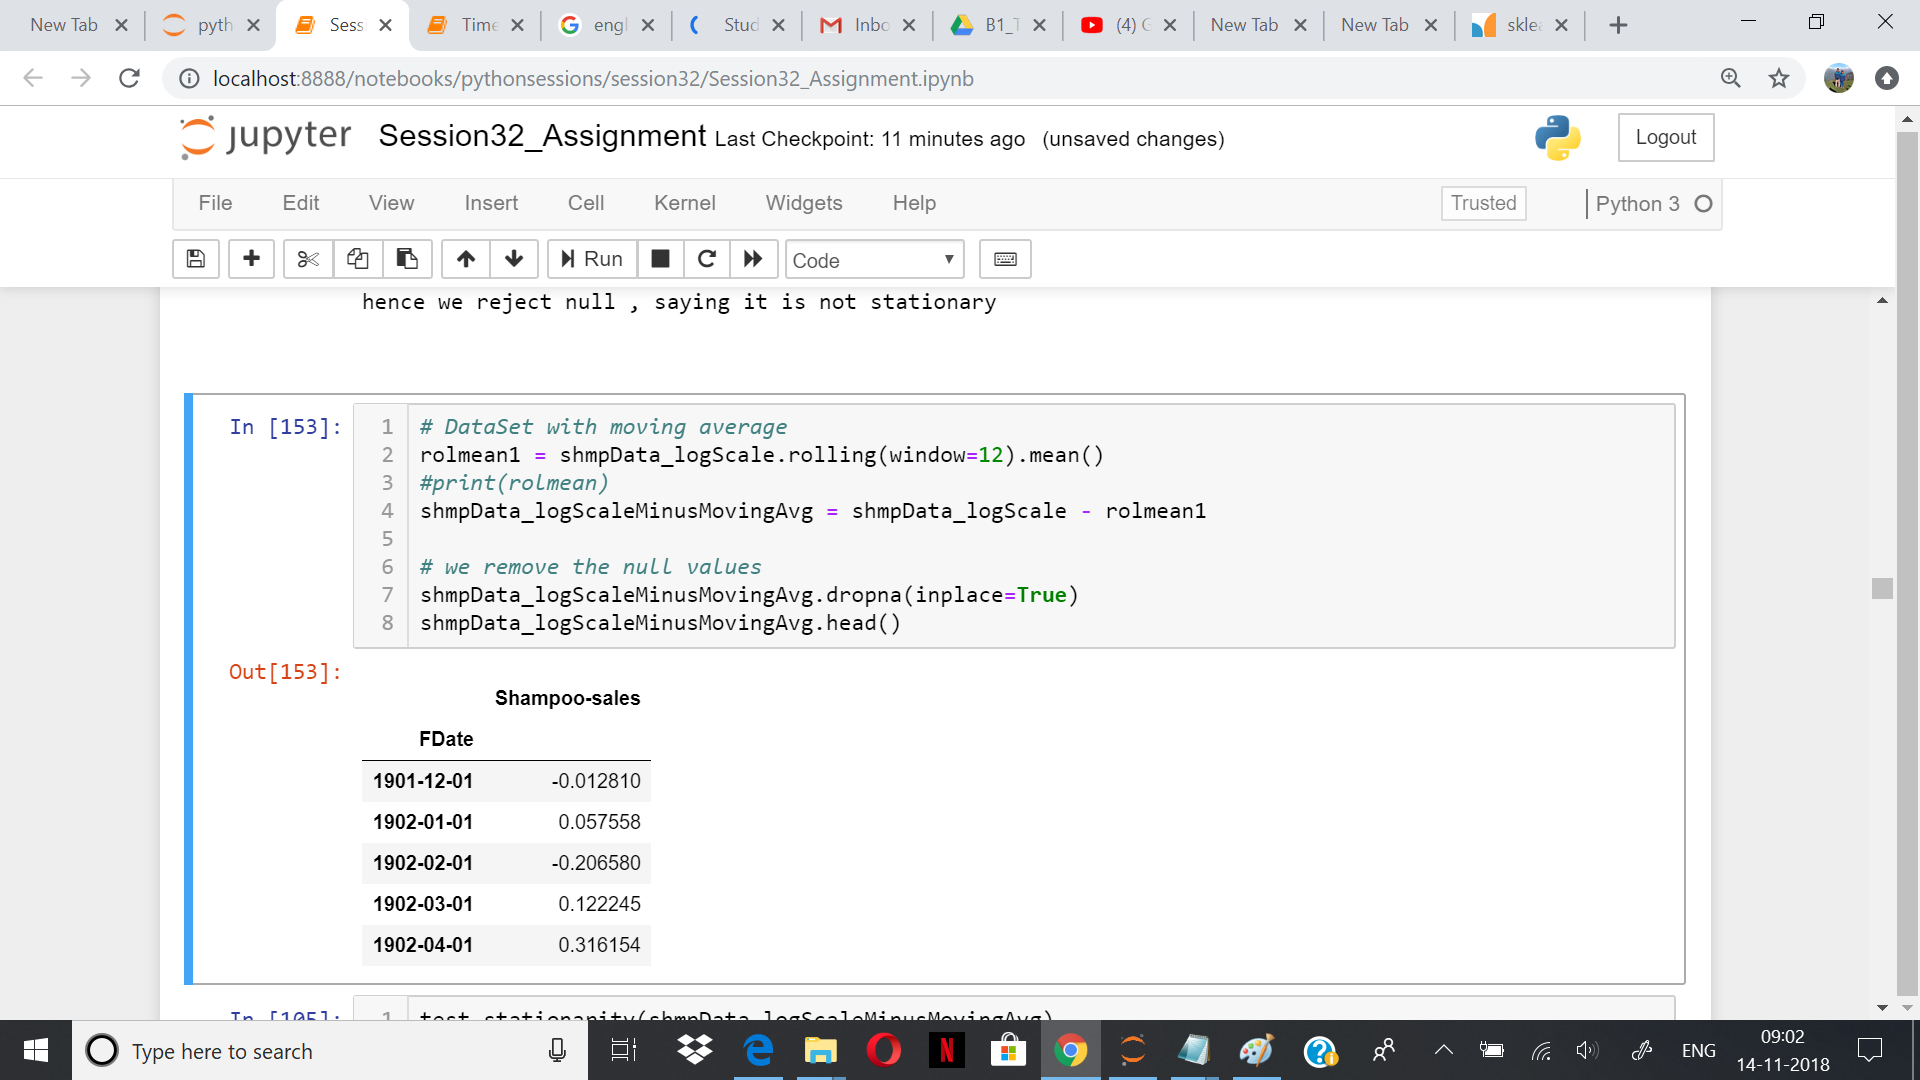 New Tab
pyth
Sess
Time
engl
Stud
Inbo
B1_T
(4) G
New Tab
New Tab
skle
localhost:8888/notebooks/pythonsessions/session32/Session32_Assignment.ipynb
jupyter Session32_Assignment Last Checkpoint: 11 minutes ago (unsaved changes)
Logout
File Edit View Insert Cell Kernel Widgets Help
Trusted
Python 3
Run
Code
hence we reject null , saying it is not stationary
In [153]:
1 # DataSet with moving average
2 rolmean1 = shmpData_logScale.rolling(window=12).mean()
3 #print(rolmean)
4 shmpData_logScaleMinusMovingAvg = shmpData_logScale - rolmean1
5
6 # we remove the null values
7 shmpData_logScaleMinusMovingAvg.dropna(inplace=True)
8 shmpData_logScaleMinusMovingAvg.head()
Out[153]:
Shampoo-sales
FDate
1901-12-01 -0.012810
1902-01-01 0.057558
1902-02-01 -0.206580
1902-03-01 0.122245
1902-04-01 0.316154
In [105]:
1 test_stationarity(shmpData_logScaleMinusMovingAvg)
Type here to search
ENG
09:02
14-11-2018